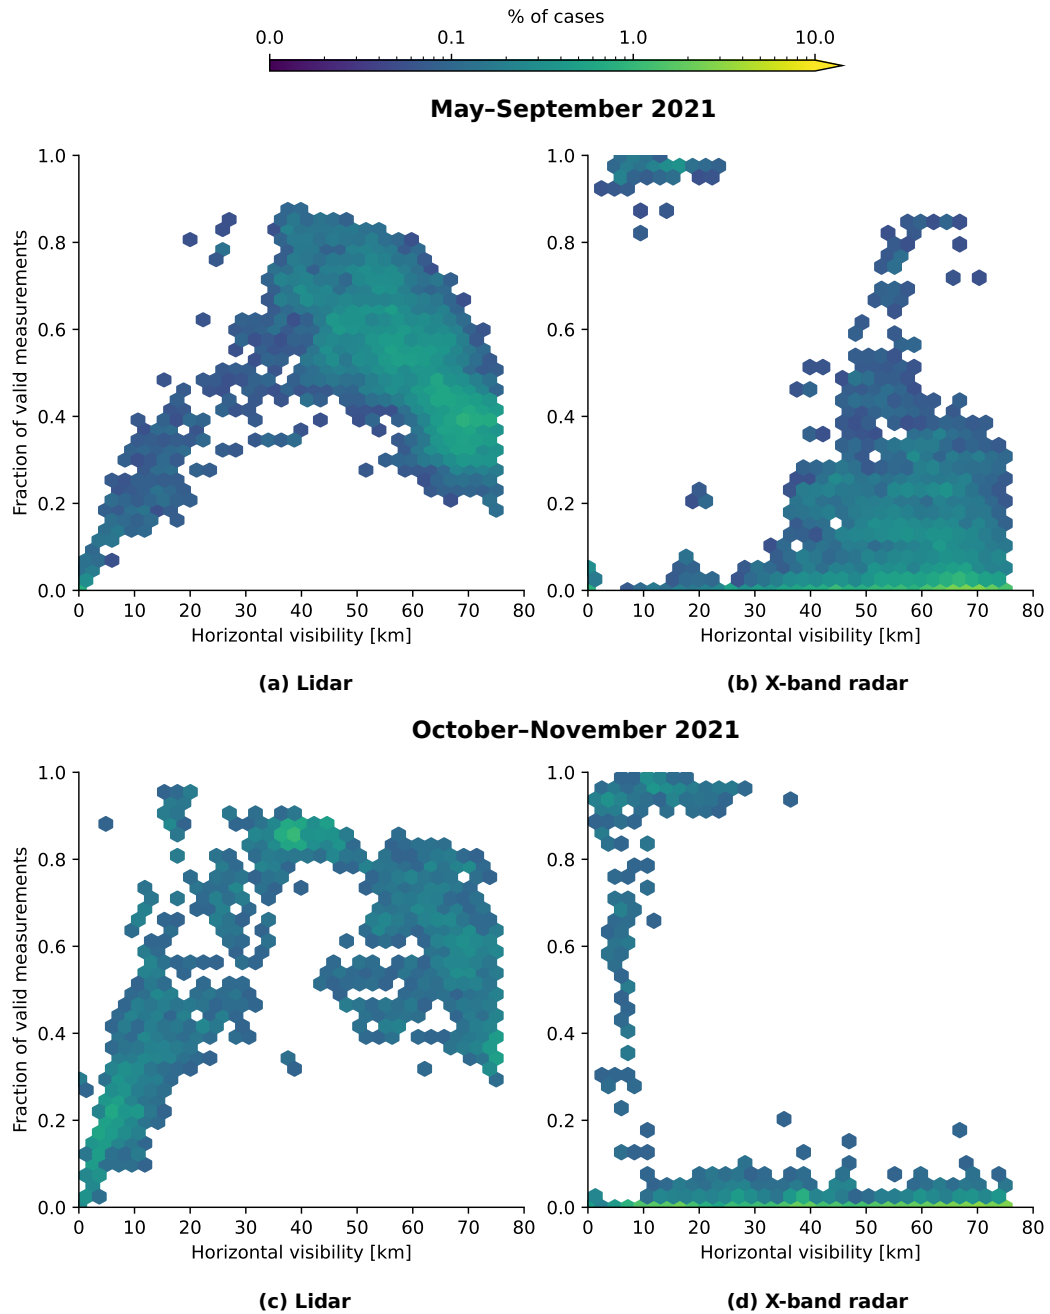 % of cases
0.0 0.1 1.0 10.0
May–September 2021
1.0 0.8 0.6 0.4 0.2 0.0
Fraction of valid measurements
0 10 20 30 40 50 60 70 80
Horizontal visibility [km]
(a) Lidar
1.0 0.8 0.6 0.4 0.2 0.0
0 10 20 30 40 50 60 70 80
Horizontal visibility [km]
(b) X-band radar
October–November 2021
1.0 0.8 0.6 0.4 0.2 0.0
Fraction of valid measurements
0 10 20 30 40 50 60 70 80
Horizontal visibility [km]
(c) Lidar
1.0 0.8 0.6 0.4 0.2 0.0
0 10 20 30 40 50 60 70 80
Horizontal visibility [km]
(d) X-band radar